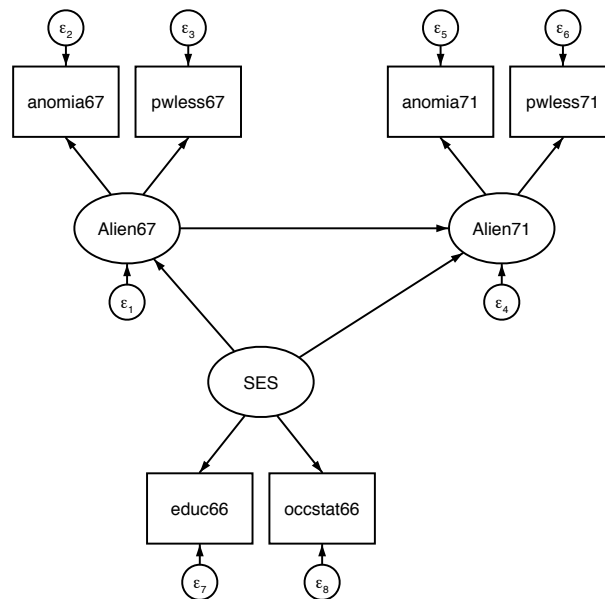 ε₂
ε₃
ε₅
ε₆
anomia67
pwless67
anomia71
pwless71
Alien67
Alien71
ε₁
ε₄
SES
educ66
occstat66
ε₇
ε₈